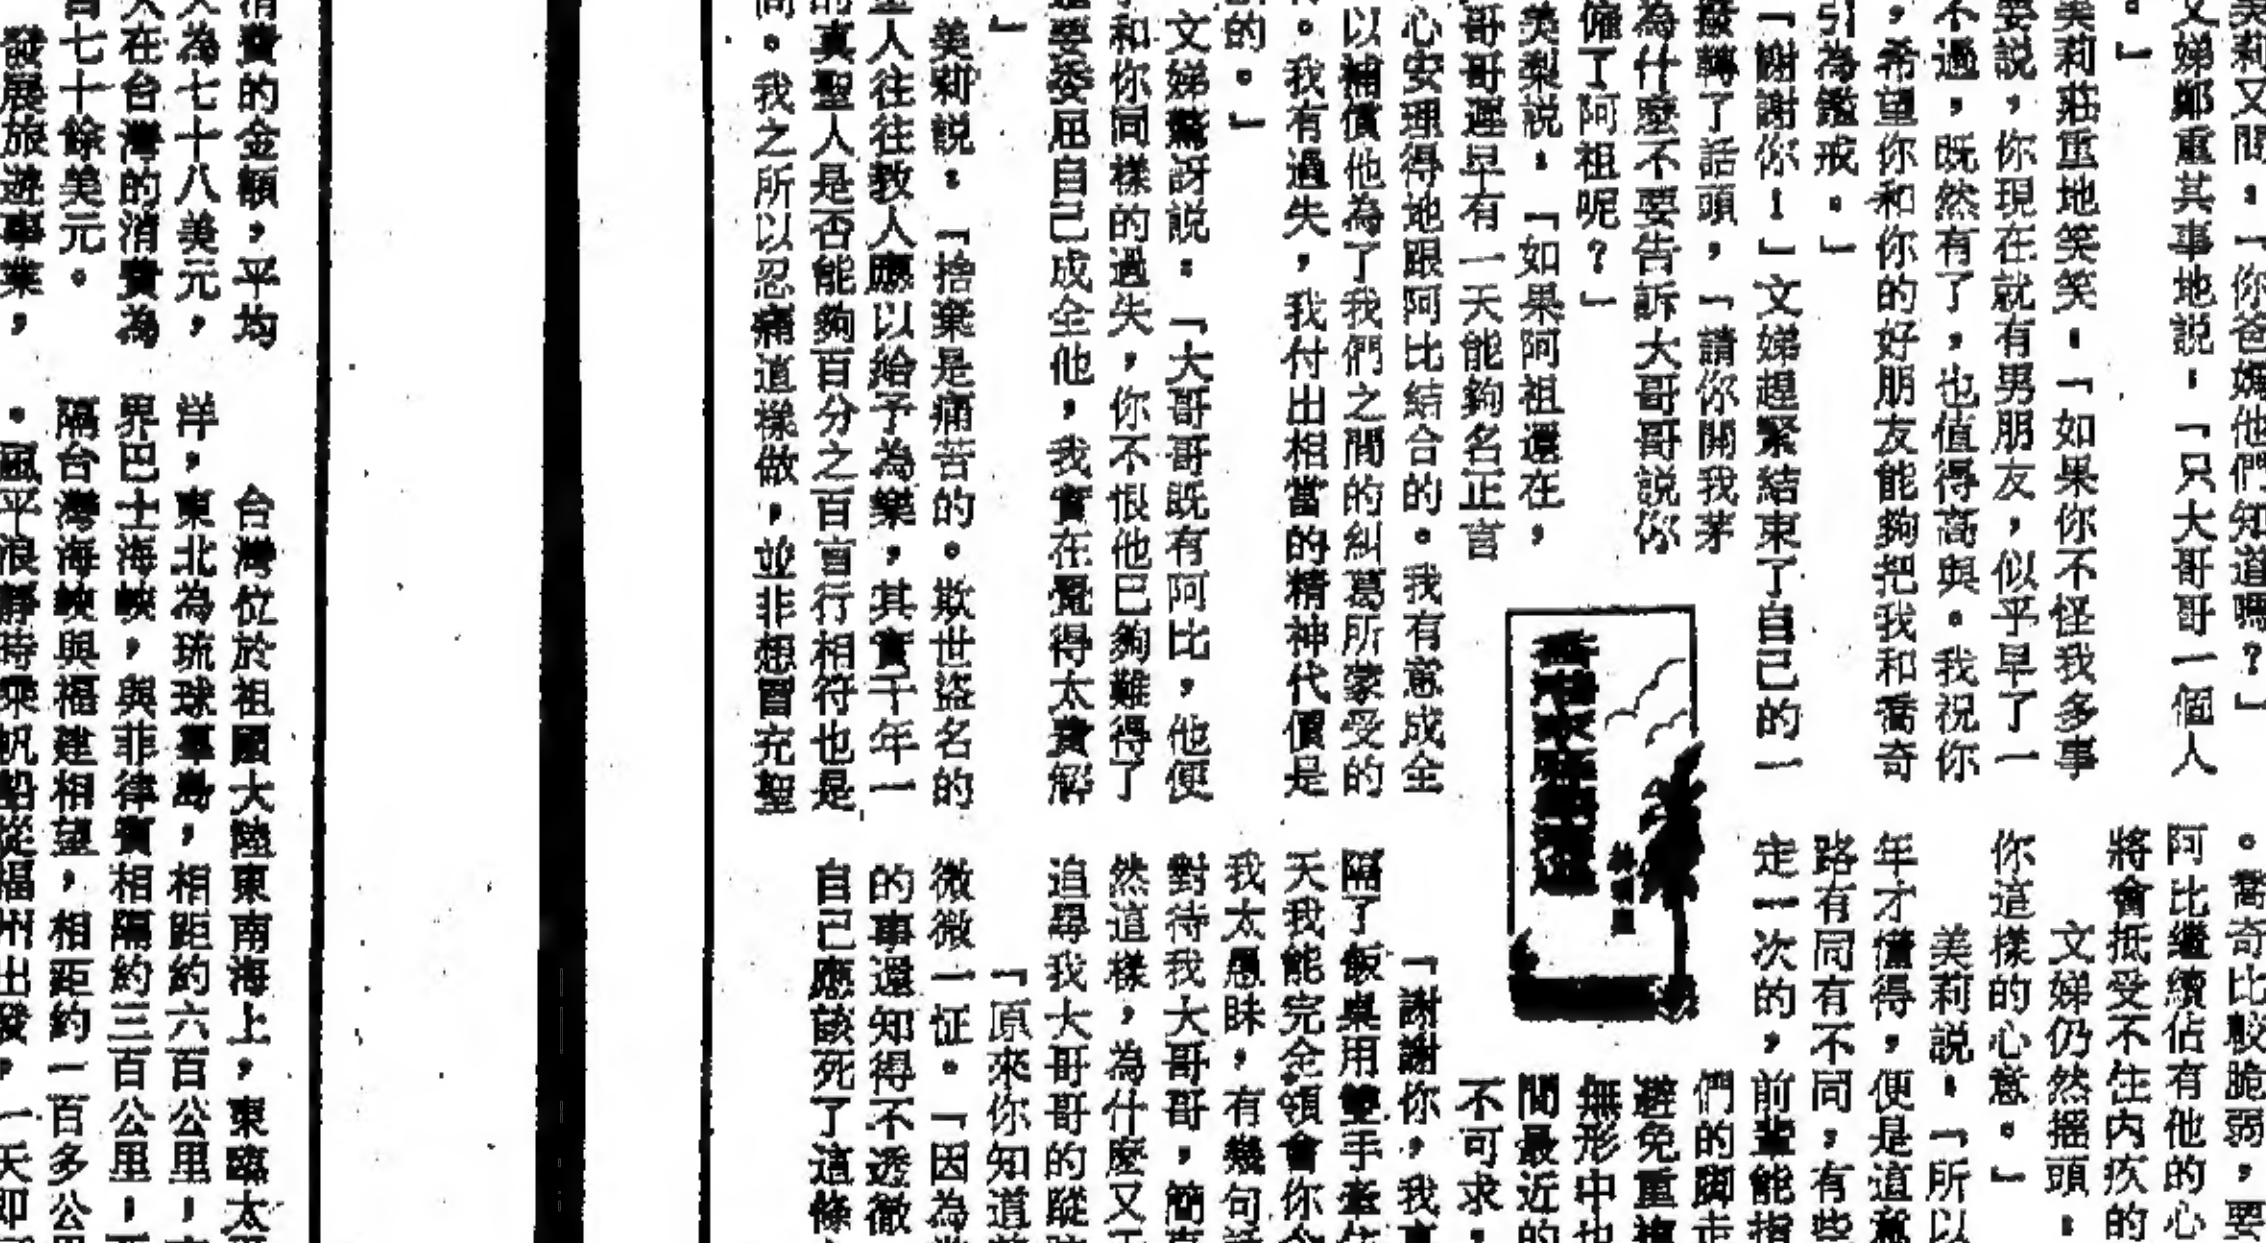 美莉又問:「你爸媽他們知道嗎?」
文娣鄭重其事地說:「只大哥哥一個人
。」
美莉莊重地笑笑:「如果你不怪我多事
要說,你現在就有男朋友,似乎早了一
不過,既然有了,也值得高興。我祝你
,希望你和你的好朋友能夠把我和喬奇
引為鑑戒。」
「謝謝你!」文娣趕緊結束了自己的一
撥轉了話頭,「請你開我茅
為什麼不要告訴大哥哥說你
僱了阿祖呢?」
美梨說:「如果阿祖還在,
哥哥遲早有一天能夠名正言
心安理得地跟阿比結合的。我有意成全
以補償他為了我們之間的糾葛所蒙受的
。我有過失,我付出相當的精神代價是
的。」
文娣驚訝說:「大哥哥既有阿比,他便
和你同樣的過失,你不恨他已夠難得了
還要委屈自己成全他,我實在覺得太費解
」
美莉說:「捨棄是痛苦的。欺世盜名的
聖人往往教人應以給予為樂,其實千年一
的真聖人是否能夠百分之百言行相符也是
問。我之所以忍痛這樣做,並非想冒充聖
。喬奇比較脆弱,要
阿比繼續佔有他的心
將會抵受不住內疚的
文娣仍然搖頭:
你這樣的心意。」
美莉說:「所以
年才懂得,便是這意
路有同有不同,有些
走一次的,前輩能指
們的腳走
避免重複
無形中也
間最近的
不可求,
「謝謝你,我
隔了飯桌用雙手牽住
天我能完全領會你今
我太愚昧,有幾句話
對待我大哥哥,簡直
然這樣,為什麼又
追尋我大哥哥的蹤
「原來你知道
微微一怔。「因為
的事還知得不透徹
自己應該死了這條
消費的金額,平均
人為七十八美元,
人在台灣的消費為
百七十餘美元。
發展旅遊事業,
台灣位於祖國大陸東南海上,東臨太
洋,東北為琉球羣島,相距約六百公里,
界巴士海峽,與菲律賓相隔約三百公里,
隔台灣海峽與福建相望,相距約一百多公
。風平浪靜時乘帆船從福州出發,一天即